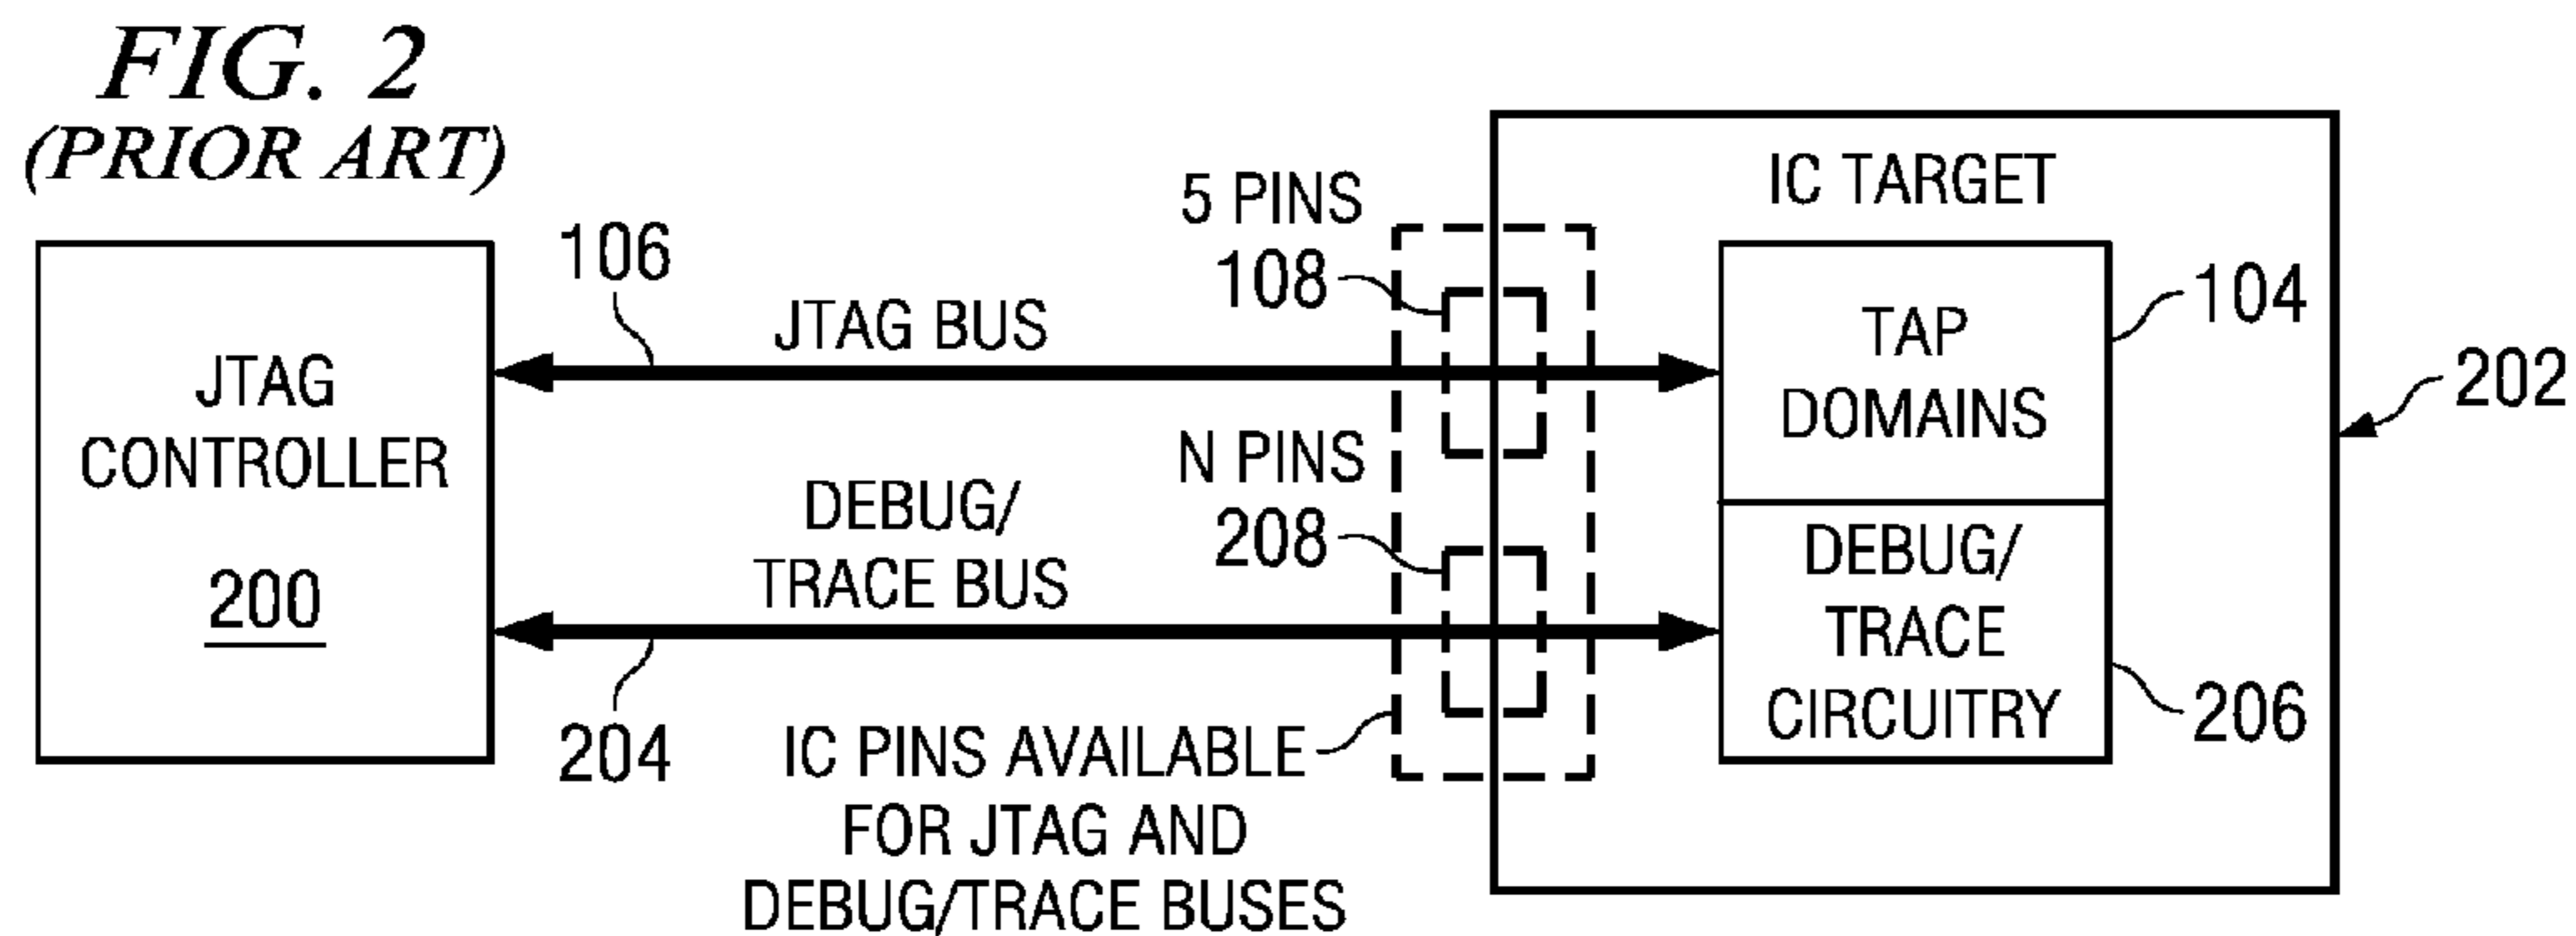 FIG. 2
(PRIOR ART)
JTAG
CONTROLLER
200
106
JTAG BUS
DEBUG/
TRACE BUS
204
5 PINS
108
N PINS
208
IC PINS AVAILABLE
FOR JTAG AND
DEBUG/TRACE BUSES
IC TARGET
TAP
DOMAINS
104
DEBUG/
TRACE
CIRCUITRY
206
202